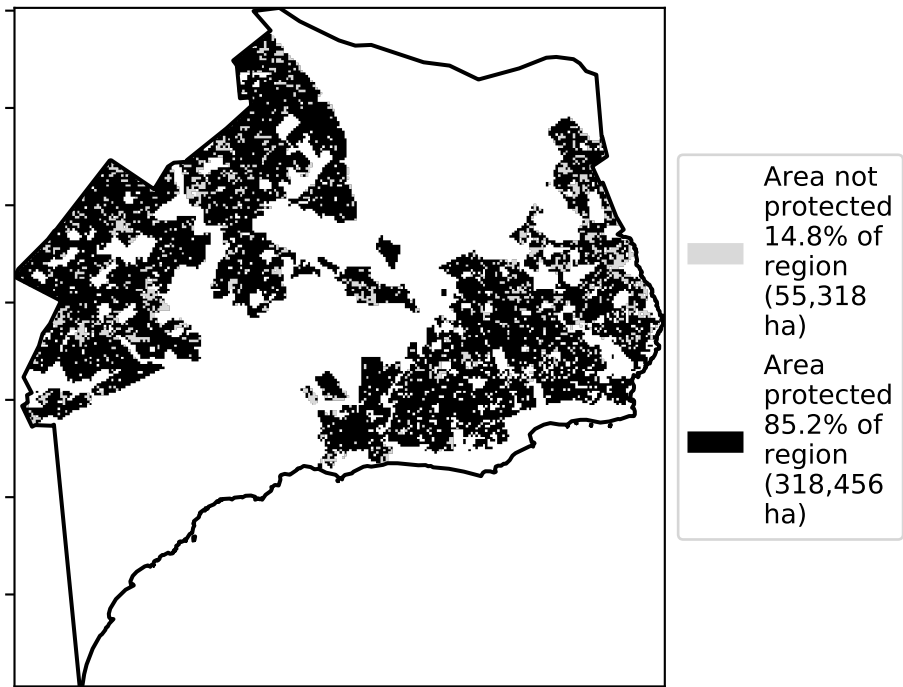 Area not
protected
14.8% of
region
(55,318
ha)
Area
protected
85.2% of
region
(318,456
ha)